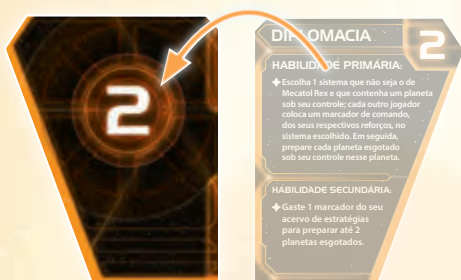 2
DIPLOMACIA
2
HABILIDADE PRIMÁRIA:
Escolha 1 sistema que não seja o de
Mecatol Rex e que contenha um planeta
sob seu controle; cada outro jogador
coloca um marcador de comando,
dos seus respectivos reforços, no
sistema escolhido. Em seguida,
prepare cada planeta esgotado
sob seu controle nesse planeta.
HABILIDADE SECUNDÁRIA:
Gaste 1 marcador do seu
acervo de estratégias
para preparar até 2
planetas esgotados.